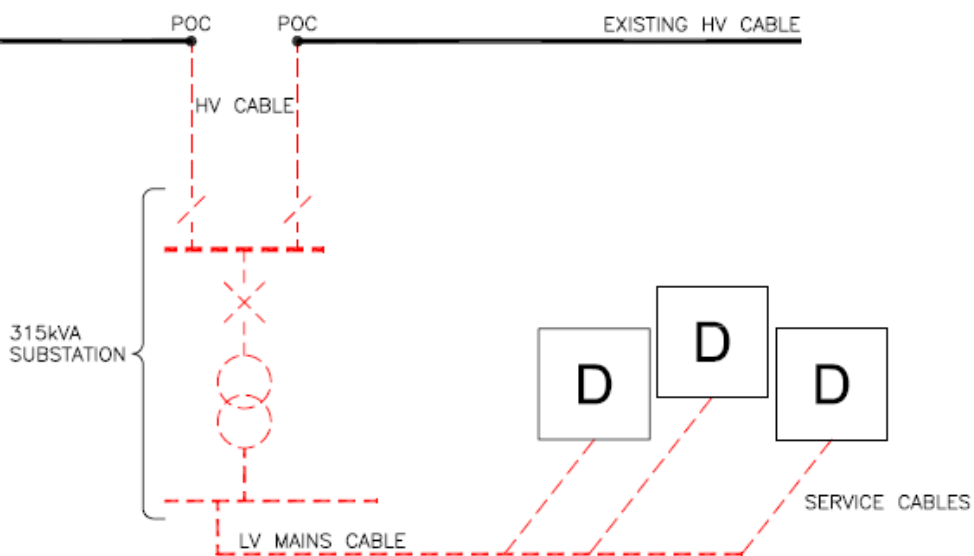 POC
POC
EXISTING HV CABLE
HV CABLE
315kVA
SUBSTATION
D
D
D
SERVICE CABLES
LV MAINS CABLE